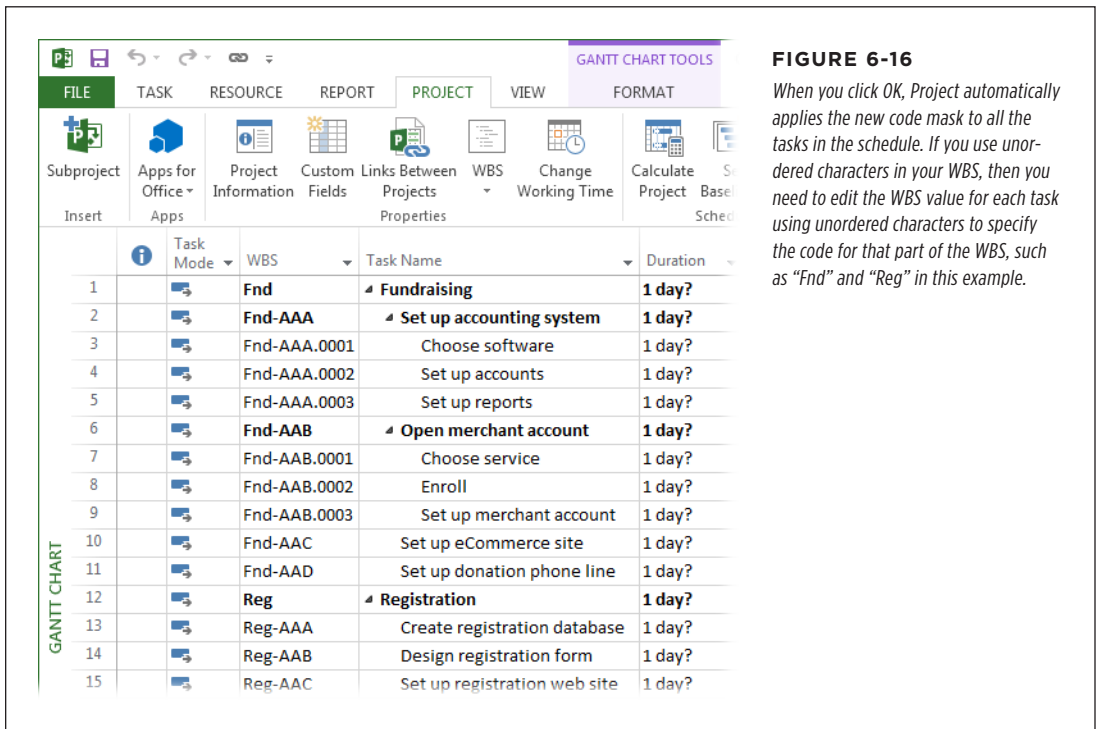 GANTT CHART TOOLS
FILE TASK RESOURCE REPORT PROJECT VIEW FORMAT
Subproject
Apps for
Office
Project
Information
Custom
Fields
Links Between
Projects
WBS
Change
Working Time
Calculate
Project
Insert Apps Properties
Task
Mode WBS Task Name Duration
1 Fnd Fundraising 1 day?
2 Fnd-AAA Set up accounting system 1 day?
3 Fnd-AAA.0001 Choose software 1 day?
4 Fnd-AAA.0002 Set up accounts 1 day?
5 Fnd-AAA.0003 Set up reports 1 day?
6 Fnd-AAB Open merchant account 1 day?
7 Fnd-AAB.0001 Choose service 1 day?
8 Fnd-AAB.0002 Enroll 1 day?
9 Fnd-AAB.0003 Set up merchant account 1 day?
10 Fnd-AAC Set up eCommerce site 1 day?
11 Fnd-AAD Set up donation phone line 1 day?
12 Reg Registration 1 day?
13 Reg-AAA Create registration database 1 day?
14 Reg-AAB Design registration form 1 day?
15 Reg-AAC Set up registration web site 1 day?
GANTT CHART
FIGURE 6-16
When you click OK, Project automatically
applies the new code mask to all the
tasks in the schedule. If you use unor-
dered characters in your WBS, then you
need to edit the WBS value for each task
using unordered characters to specify
the code for that part of the WBS, such
as “Fnd” and “Reg” in this example.